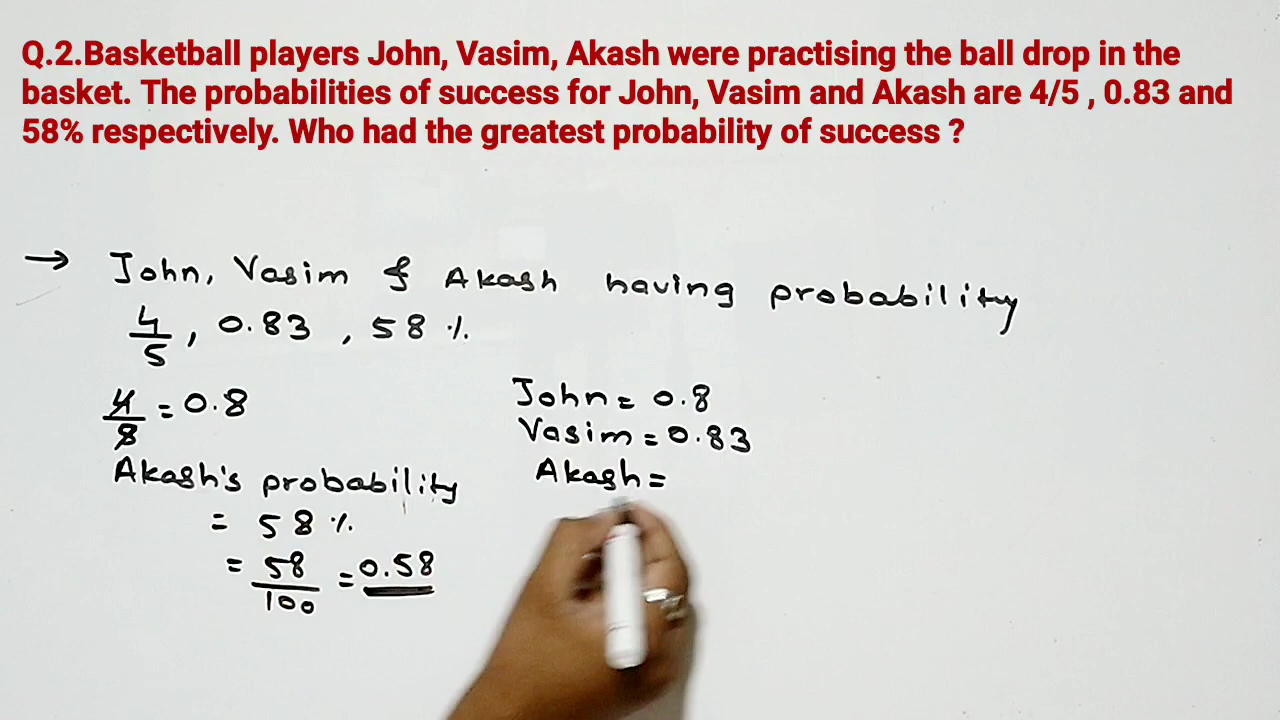 Q.2.Basketball players John, Vasim, Akash were practising the ball drop in the
basket. The probabilities of success for John, Vasim and Akash are 4/5 , 0.83 and
58% respectively. Who had the greatest probability of success ?
→ John, Vasim & Akash having probability
4/5, 0.83 , 58 %
4/8 = 0.8
Akash's probability
= 58 %
= 58/100 = 0.58
John = 0.8
Vasim = 0.83
Akash =